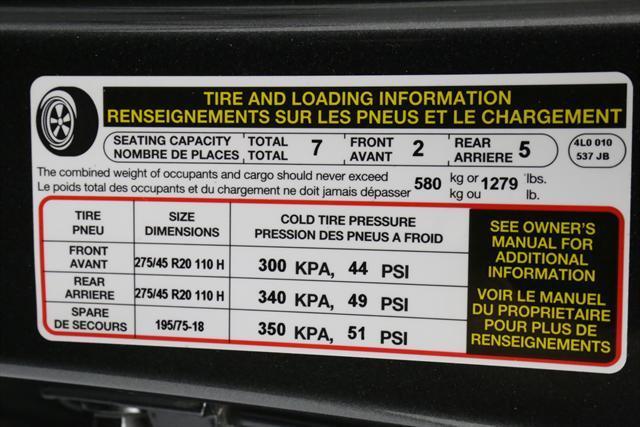 TIRE AND LOADING INFORMATION
RENSEIGNEMENTS SUR LES PNEUS ET LE CHARGEMENT
SEATING CAPACITY TOTAL 7 FRONT 2 REAR 5
NOMBRE DE PLACES TOTAL AVANT ARRIERE
4L0 010
537 JB
The combined weight of occupants and cargo should never exceed 580 kg or 1279 lbs.
Le poids total des occupants et du chargement ne doit jamais dépasser kg ou lb.
TIRE SIZE COLD TIRE PRESSURE
PNEU DIMENSIONS PRESSION DES PNEUS A FROID
FRONT
AVANT 275/45 R20 110 H 300 KPA, 44 PSI
REAR
ARRIERE 275/45 R20 110 H 340 KPA, 49 PSI
SPARE
DE SECOURS 195/75-18 350 KPA, 51 PSI
SEE OWNER'S
MANUAL FOR
ADDITIONAL
INFORMATION
VOIR LE MANUEL
DU PROPRIETAIRE
POUR PLUS DE
RENSEIGNEMENTS